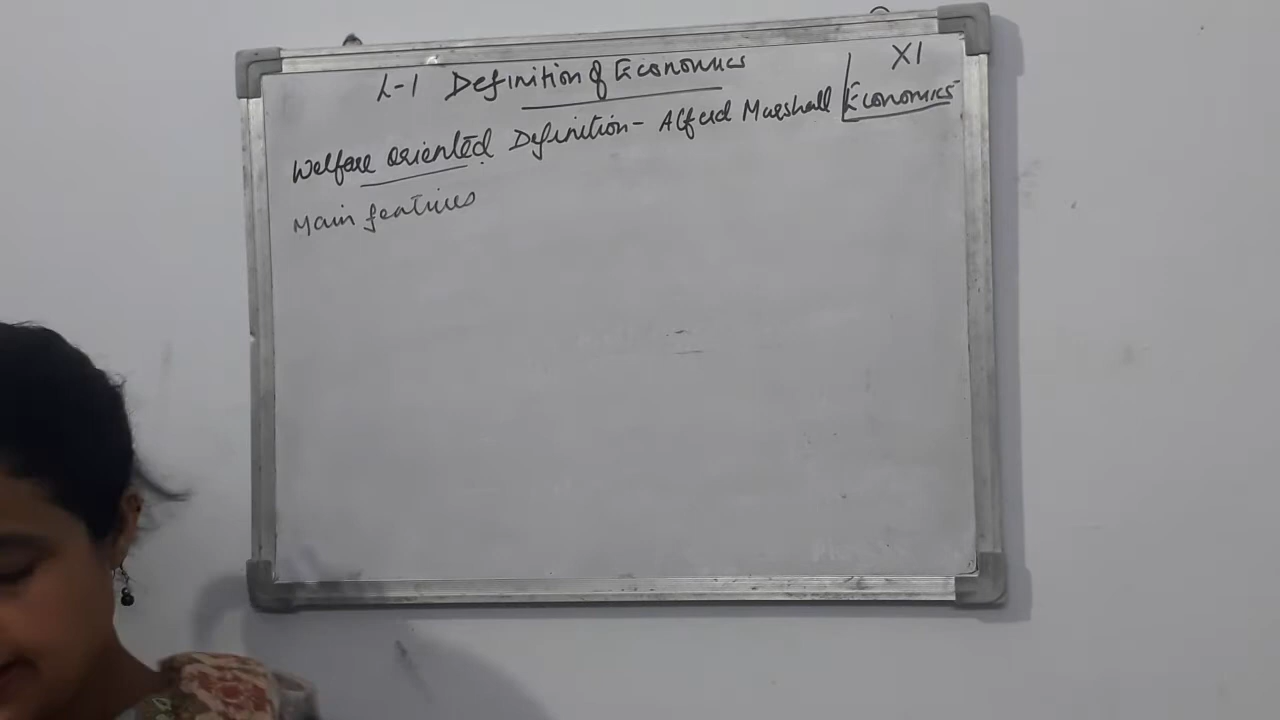 L-1 Definition of Economics
XI
Economics
Welfare oriented Definition - Alfred Marshall
Main features